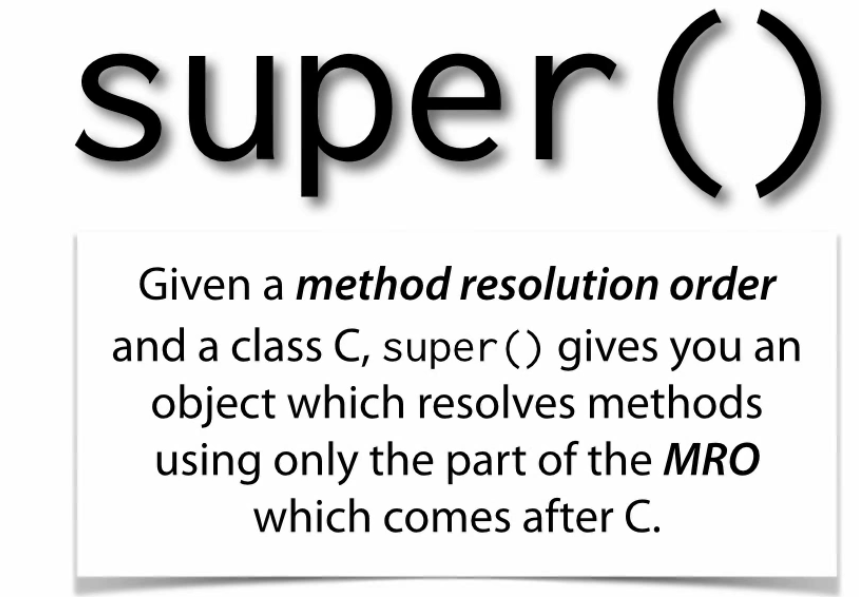 super()
Given a method resolution order
and a class C, super() gives you an
object which resolves methods
using only the part of the MRO
which comes after C.